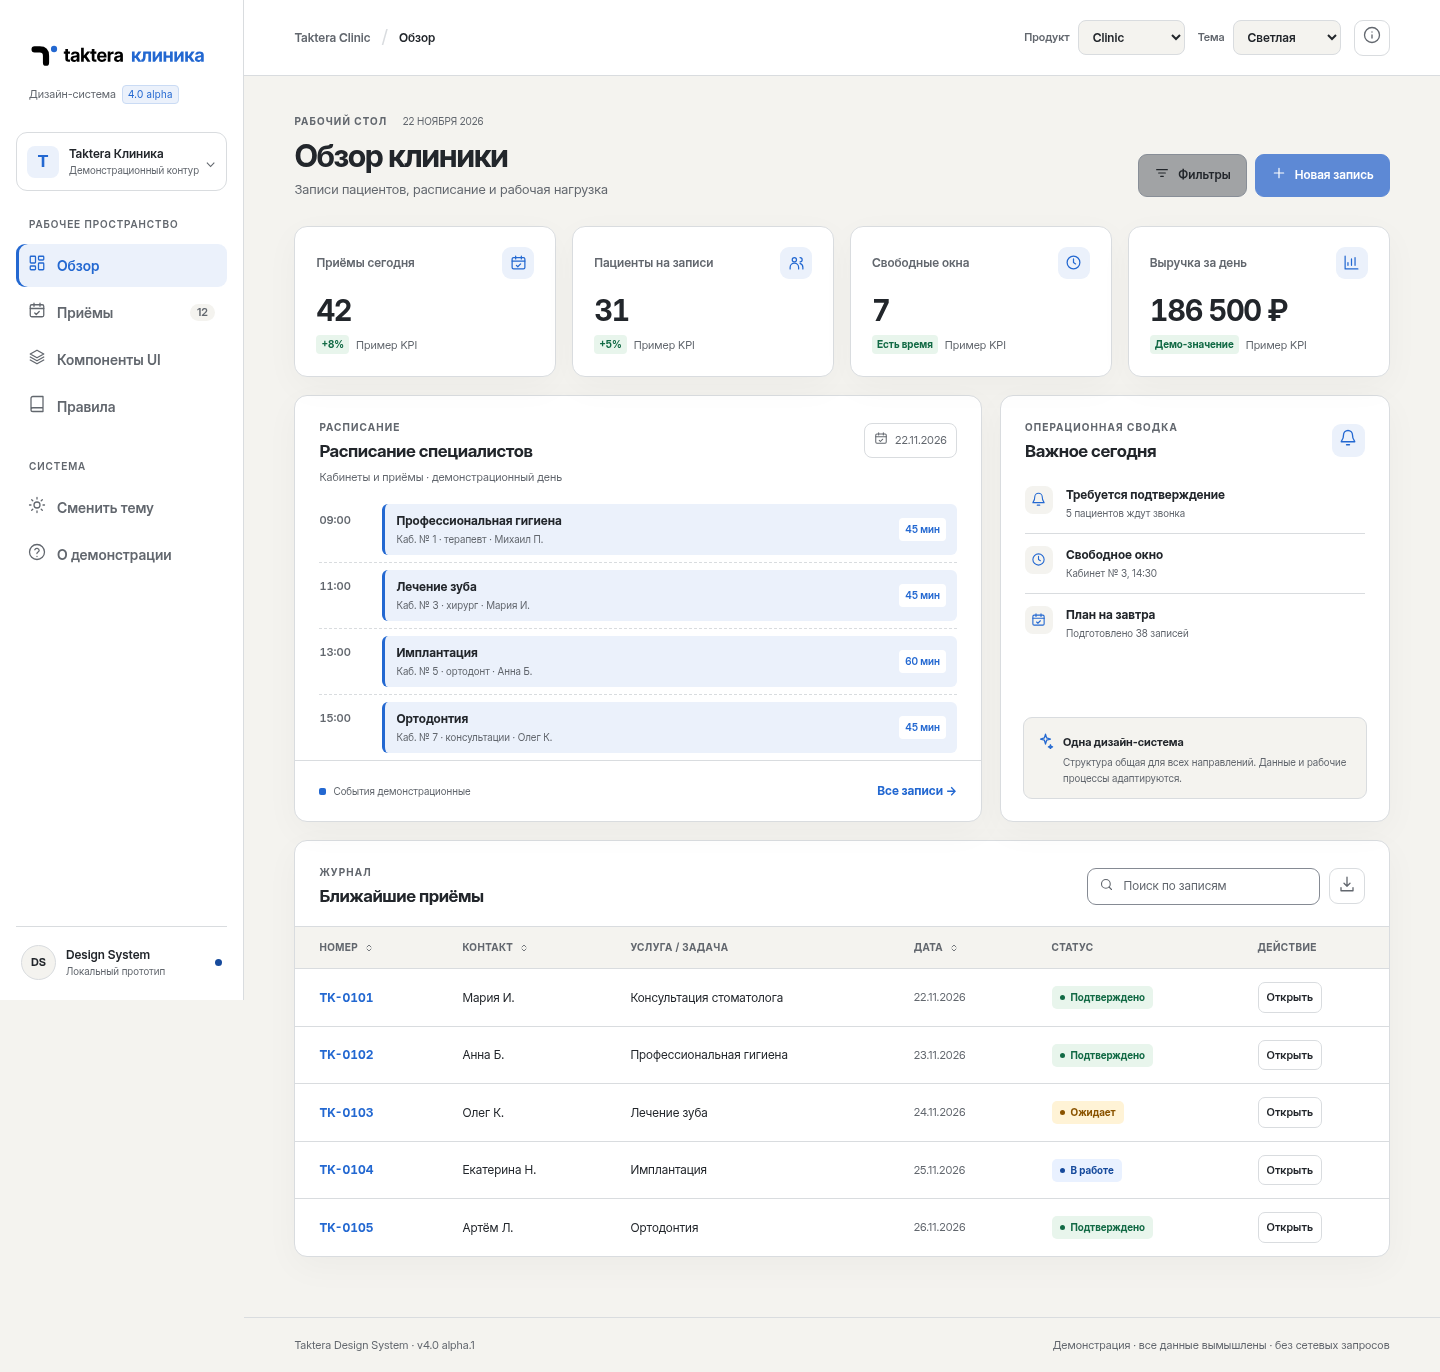 taktera клиника
Дизайн-система 4.0 alpha
T
Taktera Клиника
Демонстрационный контур
РАБОЧЕЕ ПРОСТРАНСТВО
Обзор
Приёмы 12
Компоненты UI
Правила
СИСТЕМА
Сменить тему
О демонстрации
DS
Design System
Локальный прототип
Taktera Clinic / Обзор
Продукт Clinic Тема Светлая
РАБОЧИЙ СТОЛ 22 НОЯБРЯ 2026
Обзор клиники
Записи пациентов, расписание и рабочая нагрузка
Фильтры
Новая запись
Приёмы сегодня
42
+8% Пример KPI
Пациенты на записи
31
+5% Пример KPI
Свободные окна
7
Есть время Пример KPI
Выручка за день
186 500 ₽
Демо-значение Пример KPI
РАСПИСАНИЕ
Расписание специалистов
Кабинеты и приёмы · демонстрационный день
22.11.2026
09:00
Профессиональная гигиена
Каб. № 1 · терапевт · Михаил П.
45 мин
11:00
Лечение зуба
Каб. № 3 · хирург · Мария И.
45 мин
13:00
Имплантация
Каб. № 5 · ортодонт · Анна Б.
60 мин
15:00
Ортодонтия
Каб. № 7 · консультации · Олег К.
45 мин
События демонстрационные
Все записи →
ОПЕРАЦИОННАЯ СВОДКА
Важное сегодня
Требуется подтверждение
5 пациентов ждут звонка
Свободное окно
Кабинет № 3, 14:30
План на завтра
Подготовлено 38 записей
Одна дизайн-система
Структура общая для всех направлений. Данные и рабочие
процессы адаптируются.
ЖУРНАЛ
Ближайшие приёмы
Поиск по записям
НОМЕР КОНТАКТ УСЛУГА / ЗАДАЧА ДАТА СТАТУС ДЕЙСТВИЕ
TK-0101 Мария И. Консультация стоматолога 22.11.2026 Подтверждено Открыть
TK-0102 Анна Б. Профессиональная гигиена 23.11.2026 Подтверждено Открыть
TK-0103 Олег К. Лечение зуба 24.11.2026 Ожидает Открыть
TK-0104 Екатерина Н. Имплантация 25.11.2026 В работе Открыть
TK-0105 Артём Л. Ортодонтия 26.11.2026 Подтверждено Открыть
Taktera Design System · v4.0 alpha.1
Демонстрация · все данные вымышлены · без сетевых запросов